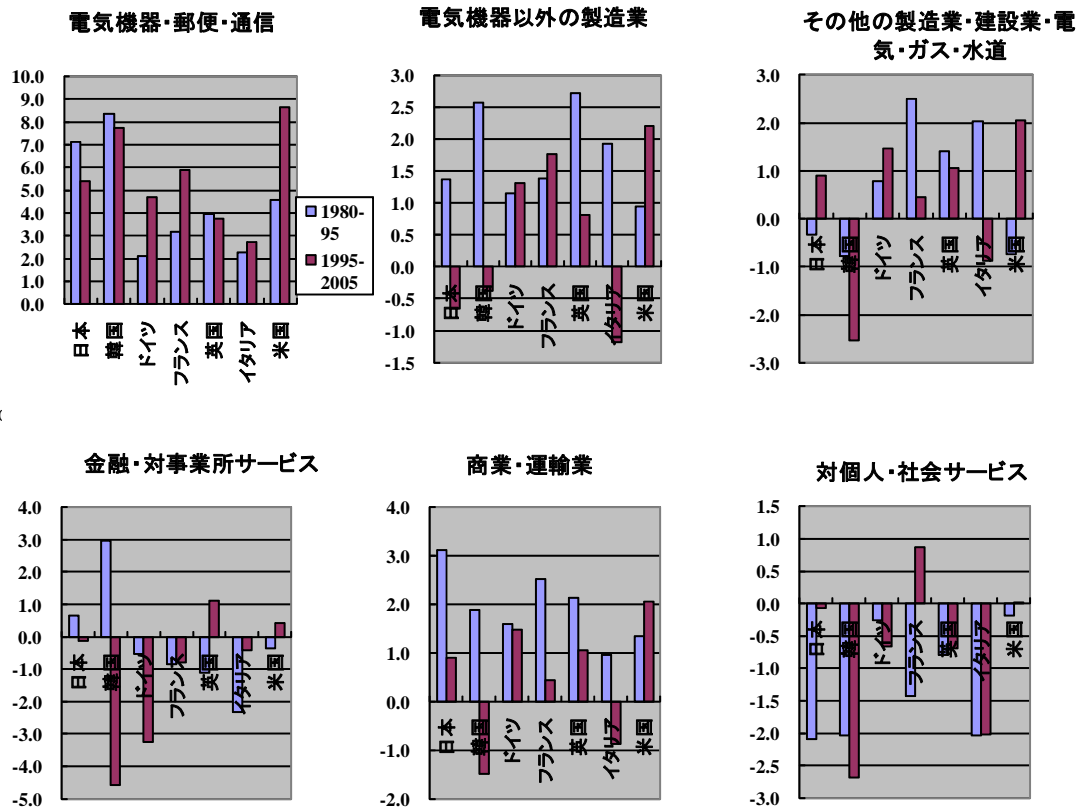 電気機器・郵便・通信
10.0
9.0
8.0
7.0
6.0
5.0
4.0
3.0
2.0
1.0
0.0
日本
韓国
ドイツ
フランス
英国
イタリア
米国
1980-
95
1995-
2005
電気機器以外の製造業
3.0
2.5
2.0
1.5
1.0
0.5
0.0
-0.5
-1.0
-1.5
日本
韓国
ドイツ
フランス
英国
イタリア
米国
その他の製造業・建設業・電
気・ガス・水道
3.0
2.0
1.0
0.0
-1.0
-2.0
-3.0
日本
韓国
ドイツ
フランス
英国
イタリア
米国
金融・対事業所サービス
4.0
3.0
2.0
1.0
0.0
-1.0
-2.0
-3.0
-4.0
-5.0
日本
韓国
ドイツ
フランス
英国
イタリア
米国
商業・運輸業
4.0
3.0
2.0
1.0
0.0
-1.0
-2.0
日本
韓国
ドイツ
フランス
英国
イタリア
米国
対個人・社会サービス
1.5
1.0
0.5
0.0
-0.5
-1.0
-1.5
-2.0
-2.5
-3.0
日本
韓国
ドイツ
フランス
英国
イタリア
米国